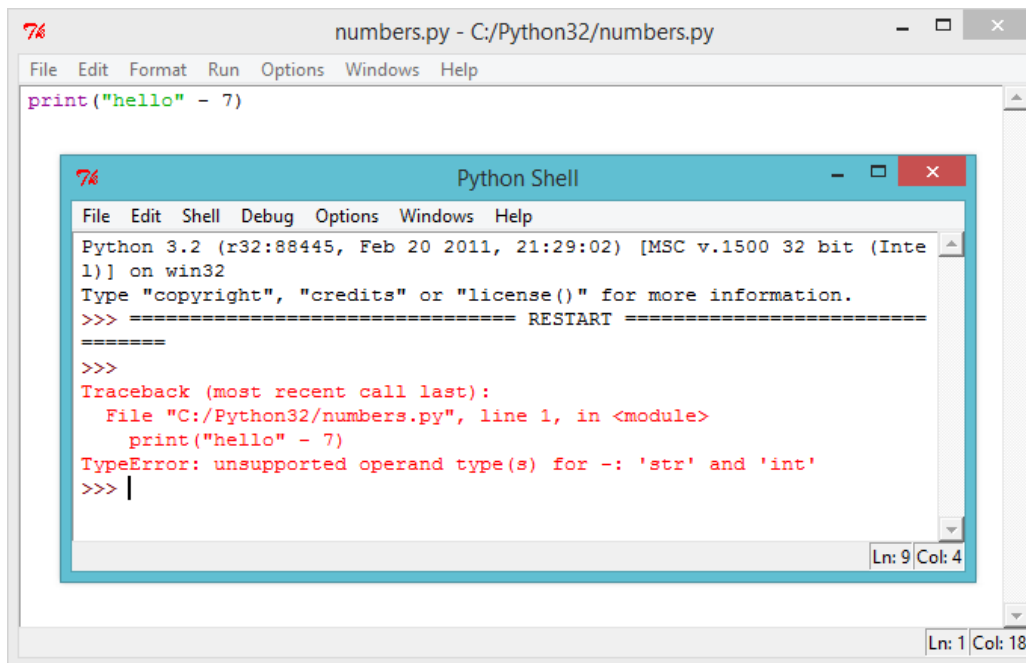 numbers.py - C:/Python32/numbers.py
File Edit Format Run Options Windows Help
print("hello" - 7)
Python Shell
File Edit Shell Debug Options Windows Help
Python 3.2 (r32:88445, Feb 20 2011, 21:29:02) [MSC v.1500 32 bit (Inte
l)] on win32
Type "copyright", "credits" or "license()" for more information.
>>> ================================ RESTART =========================
=======
>>>
Traceback (most recent call last):
  File "C:/Python32/numbers.py", line 1, in <module>
    print("hello" - 7)
TypeError: unsupported operand type(s) for -: 'str' and 'int'
>>>
Ln: 9 Col: 4
Ln: 1 Col: 18